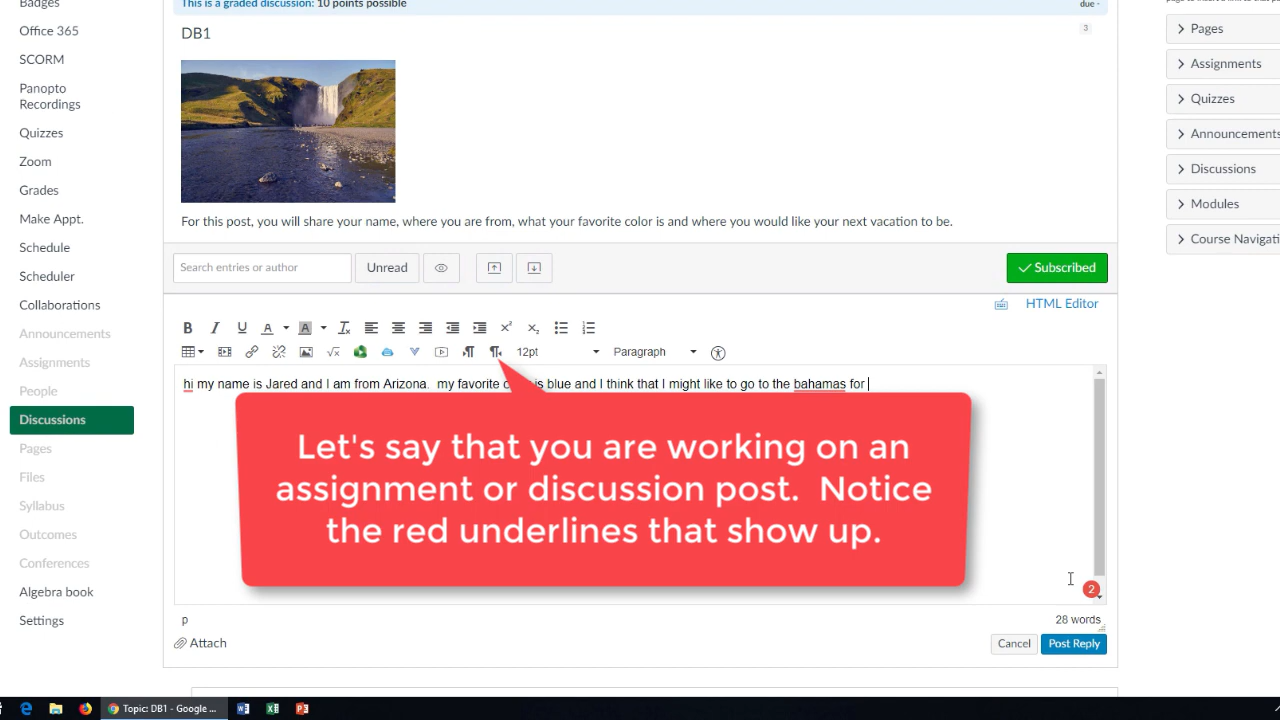 Badges
Office 365
SCORM
Panopto
Recordings
Quizzes
Zoom
Grades
Make Appt.
Schedule
Scheduler
Collaborations
Announcements
Assignments
People
Discussions
Pages
Files
Syllabus
Outcomes
Conferences
Algebra book
Settings
This is a graded discussion: 10 points possible
due -
DB1
3
For this post, you will share your name, where you are from, what your favorite color is and where you would like your next vacation to be.
Search entries or author
Unread
Subscribed
HTML Editor
12pt
Paragraph
hi my name is Jared and I am from Arizona.  my favorite c is blue and I think that I might like to go to the bahamas for
Let's say that you are working on an
assignment or discussion post.  Notice
the red underlines that show up.
2
p
28 words
Attach
Cancel
Post Reply
Pages
Assignments
Quizzes
Announcements
Discussions
Modules
Course Navigati
Topic: DB1 - Google ...